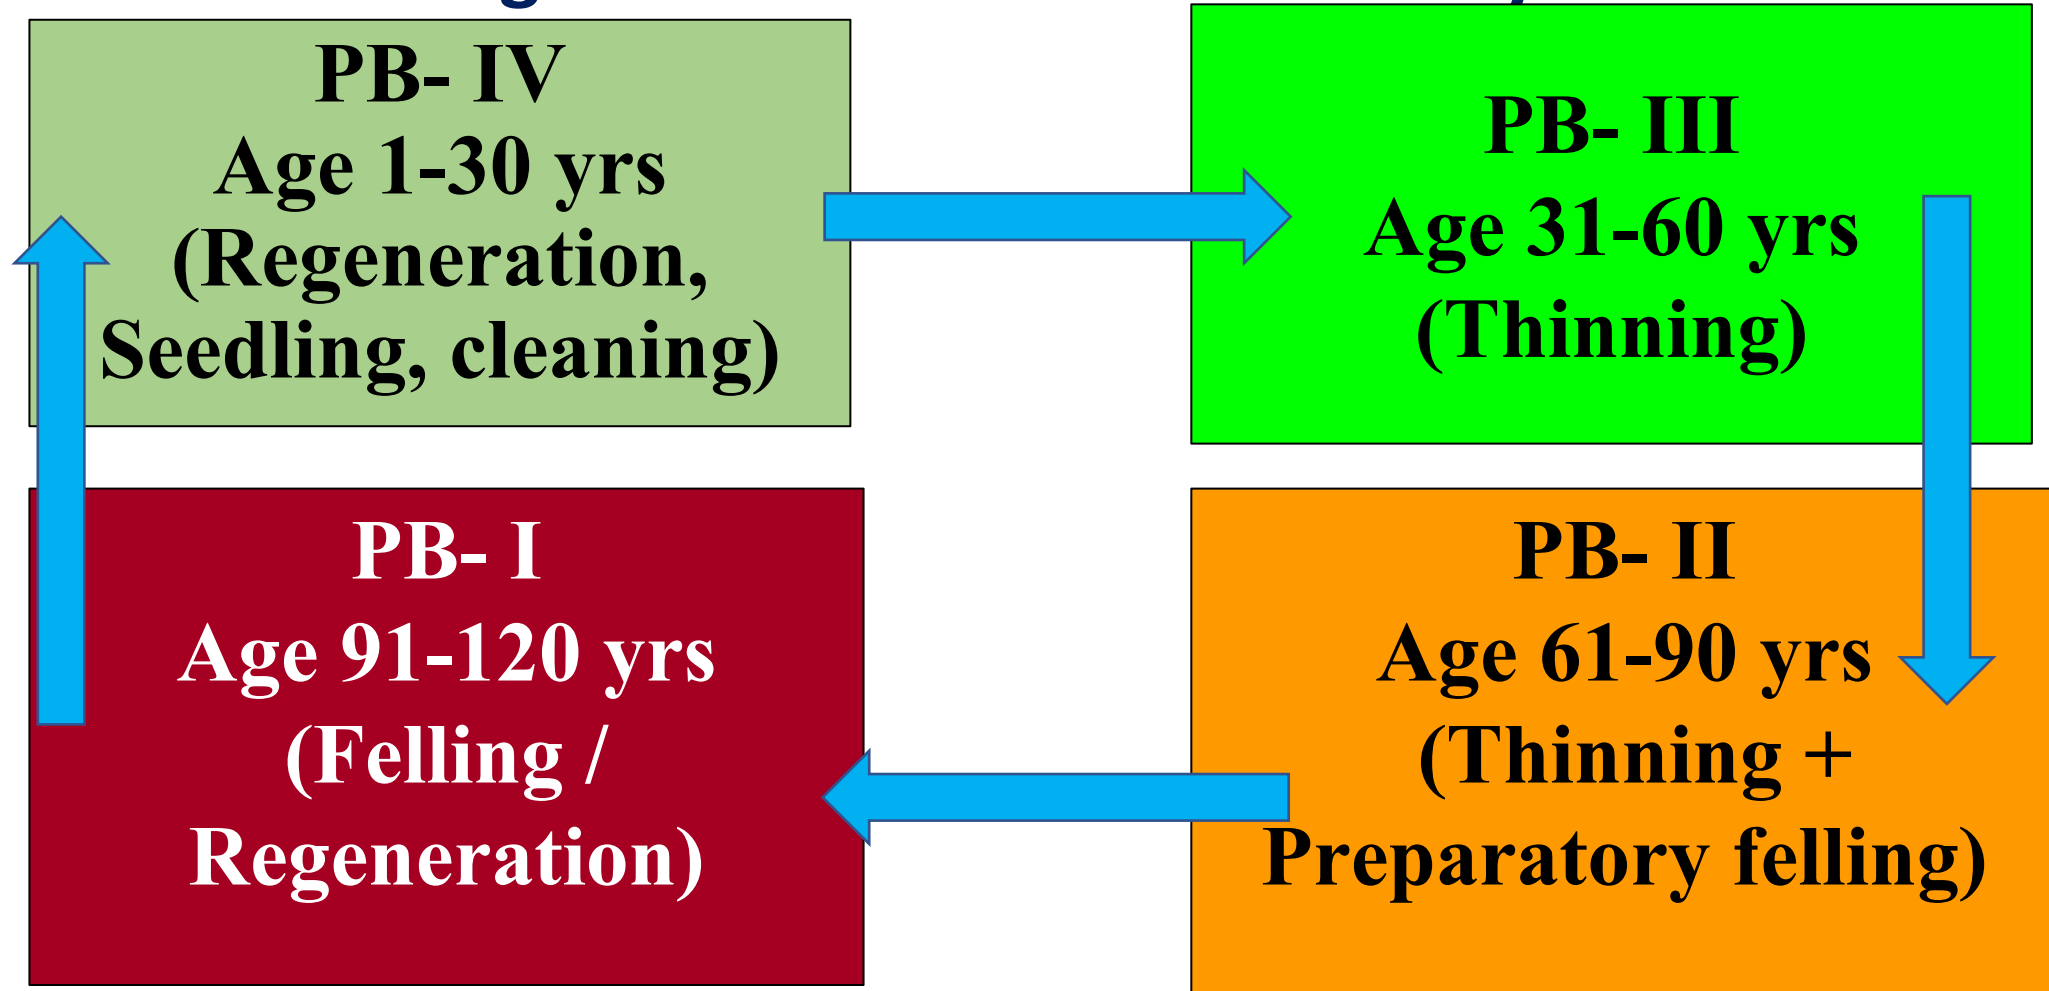 PB- IV
Age 1-30 yrs
(Regeneration,
Seedling, cleaning)
PB- III
Age 31-60 yrs
(Thinning)
PB- I
Age 91-120 yrs
(Felling /
Regeneration)
PB- II
Age 61-90 yrs
(Thinning +
Preparatory felling)